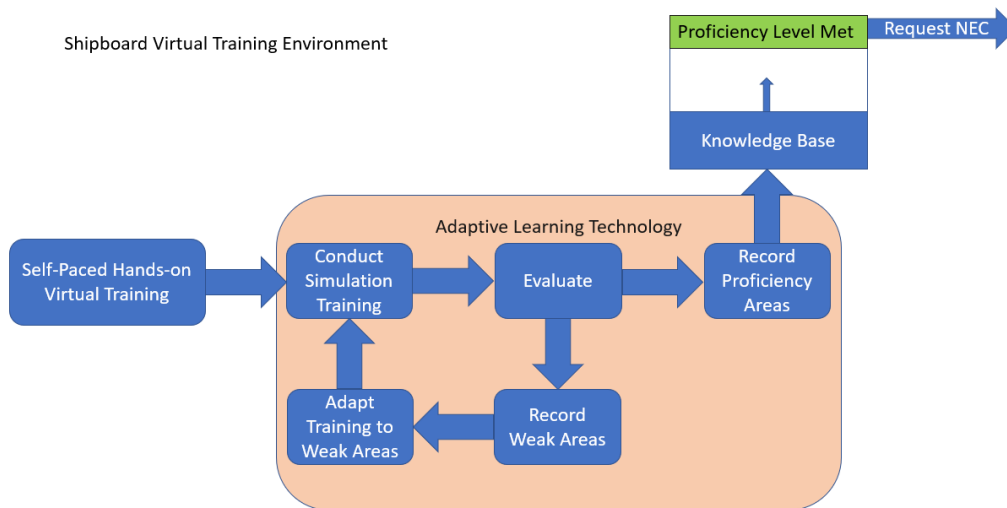 Shipboard Virtual Training Environment
Proficiency Level Met
Request NEC
Knowledge Base
Adaptive Learning Technology
Self-Paced Hands-on
Virtual Training
Conduct
Simulation
Training
Evaluate
Record
Proficiency
Areas
Adapt
Training to
Weak Areas
Record
Weak Areas